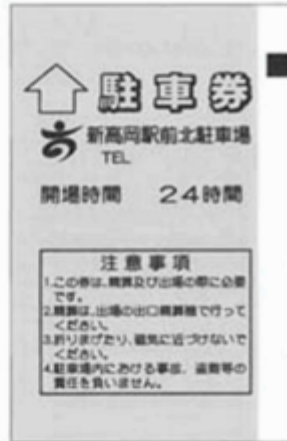 駐車券
新高岡駅前北駐車場
TEL
開場時間　24時間
注意事項
1.この券は、精算及び出場の際に必要
です。
2.精算は、出場の出口精算機で行って
ください。
3.折りまげたり、磁気に近づけないで
ください。
4.駐車場内における事故、盗難等の
責任を負いません。